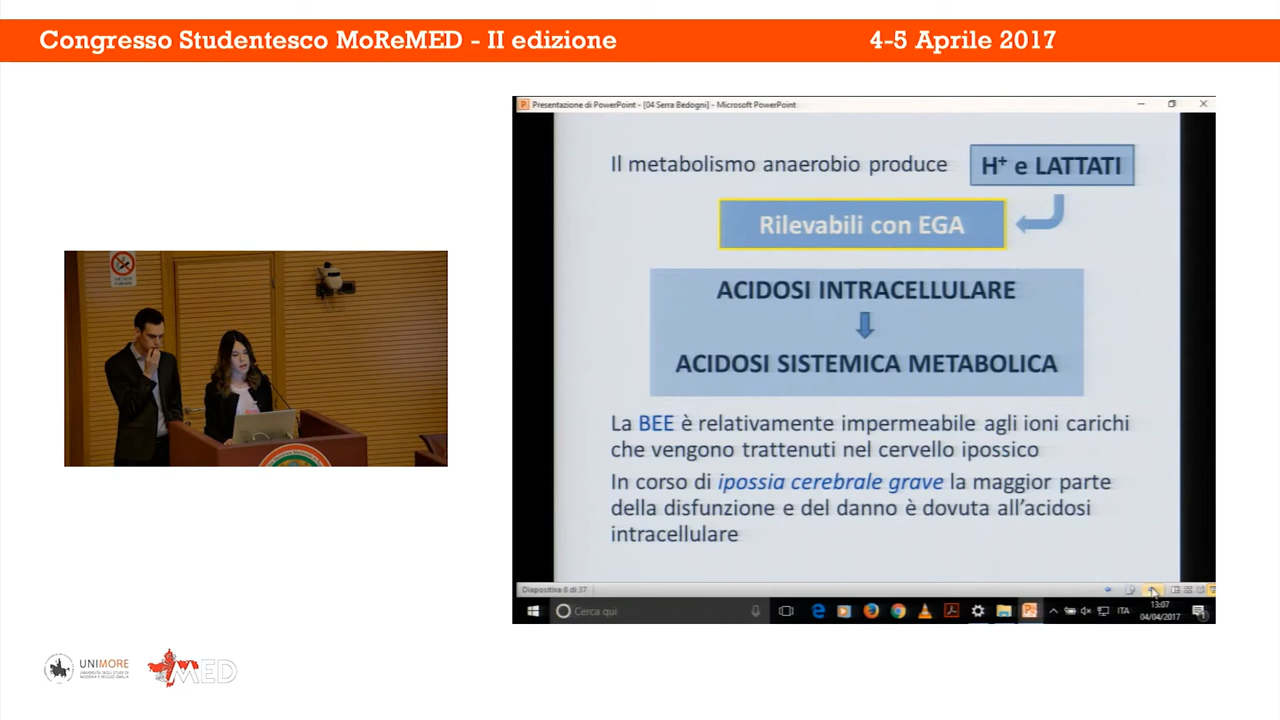 Congresso Studentesco MoReMED - II edizione
4-5 Aprile 2017
Presentazione di PowerPoint - [04 Serra Bedogni] - Microsoft PowerPoint
Il metabolismo anaerobio produce
H⁺ e LATTATI
Rilevabili con EGA
ACIDOSI INTRACELLULARE
ACIDOSI SISTEMICA METABOLICA
La BEE è relativamente impermeabile agli ioni carichi
che vengono trattenuti nel cervello ipossico
In corso di ipossia cerebrale grave la maggior parte
della disfunzione e del danno è dovuta all'acidosi
intracellulare
Diapositiva 8 di 37
Cerca qui
ITA
13:07
04/04/2017
UNIMORE
UNIVERSITÀ DEGLI STUDI DI
MODENA E REGGIO EMILIA
MED